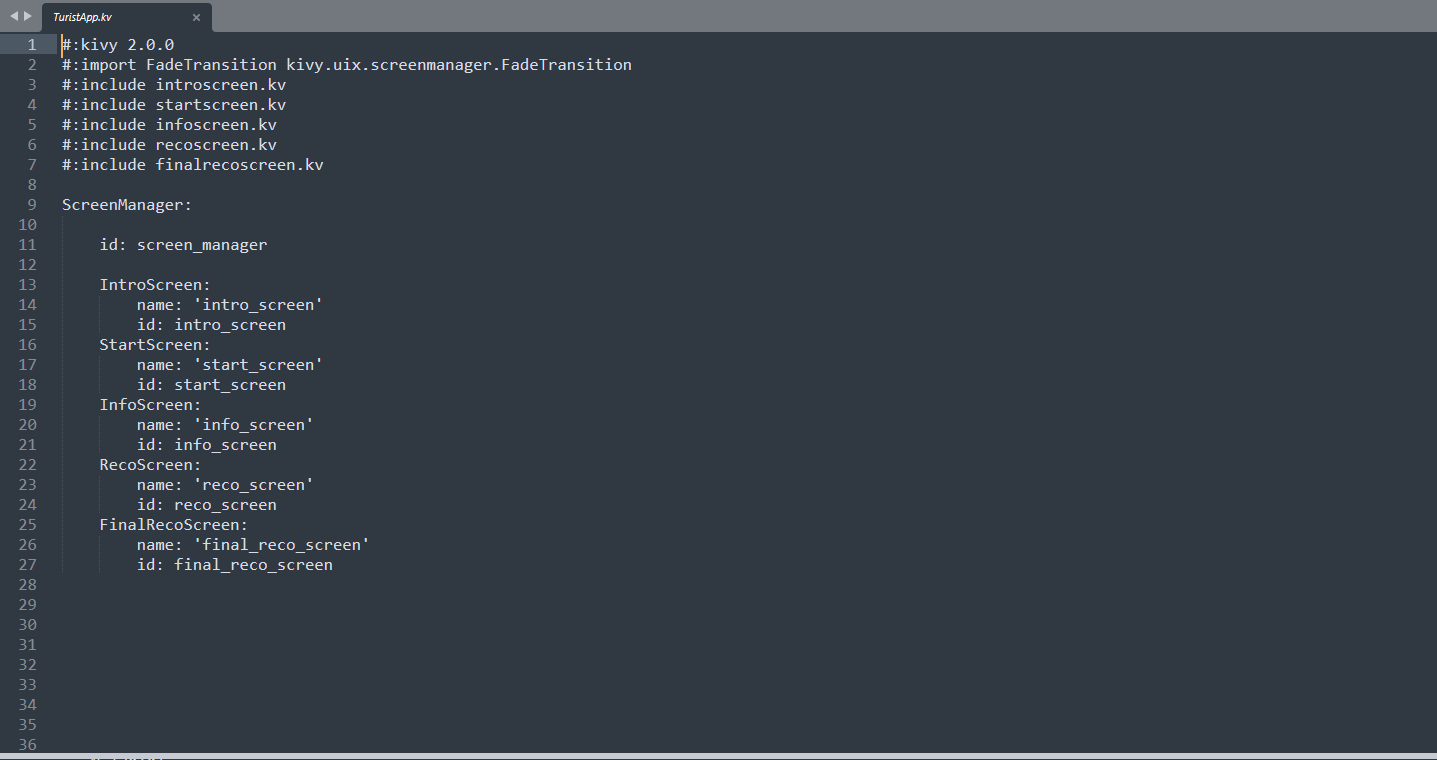 TuristApp.kv ×
1 #:kivy 2.0.0
2 #:import FadeTransition kivy.uix.screenmanager.FadeTransition
3 #:include introscreen.kv
4 #:include startscreen.kv
5 #:include infoscreen.kv
6 #:include recoscreen.kv
7 #:include finalrecoscreen.kv
8
9 ScreenManager:
10
11     id: screen_manager
12
13     IntroScreen:
14         name: 'intro_screen'
15         id: intro_screen
16     StartScreen:
17         name: 'start_screen'
18         id: start_screen
19     InfoScreen:
20         name: 'info_screen'
21         id: info_screen
22     RecoScreen:
23         name: 'reco_screen'
24         id: reco_screen
25     FinalRecoScreen:
26         name: 'final_reco_screen'
27         id: final_reco_screen
28
29
30
31
32
33
34
35
36